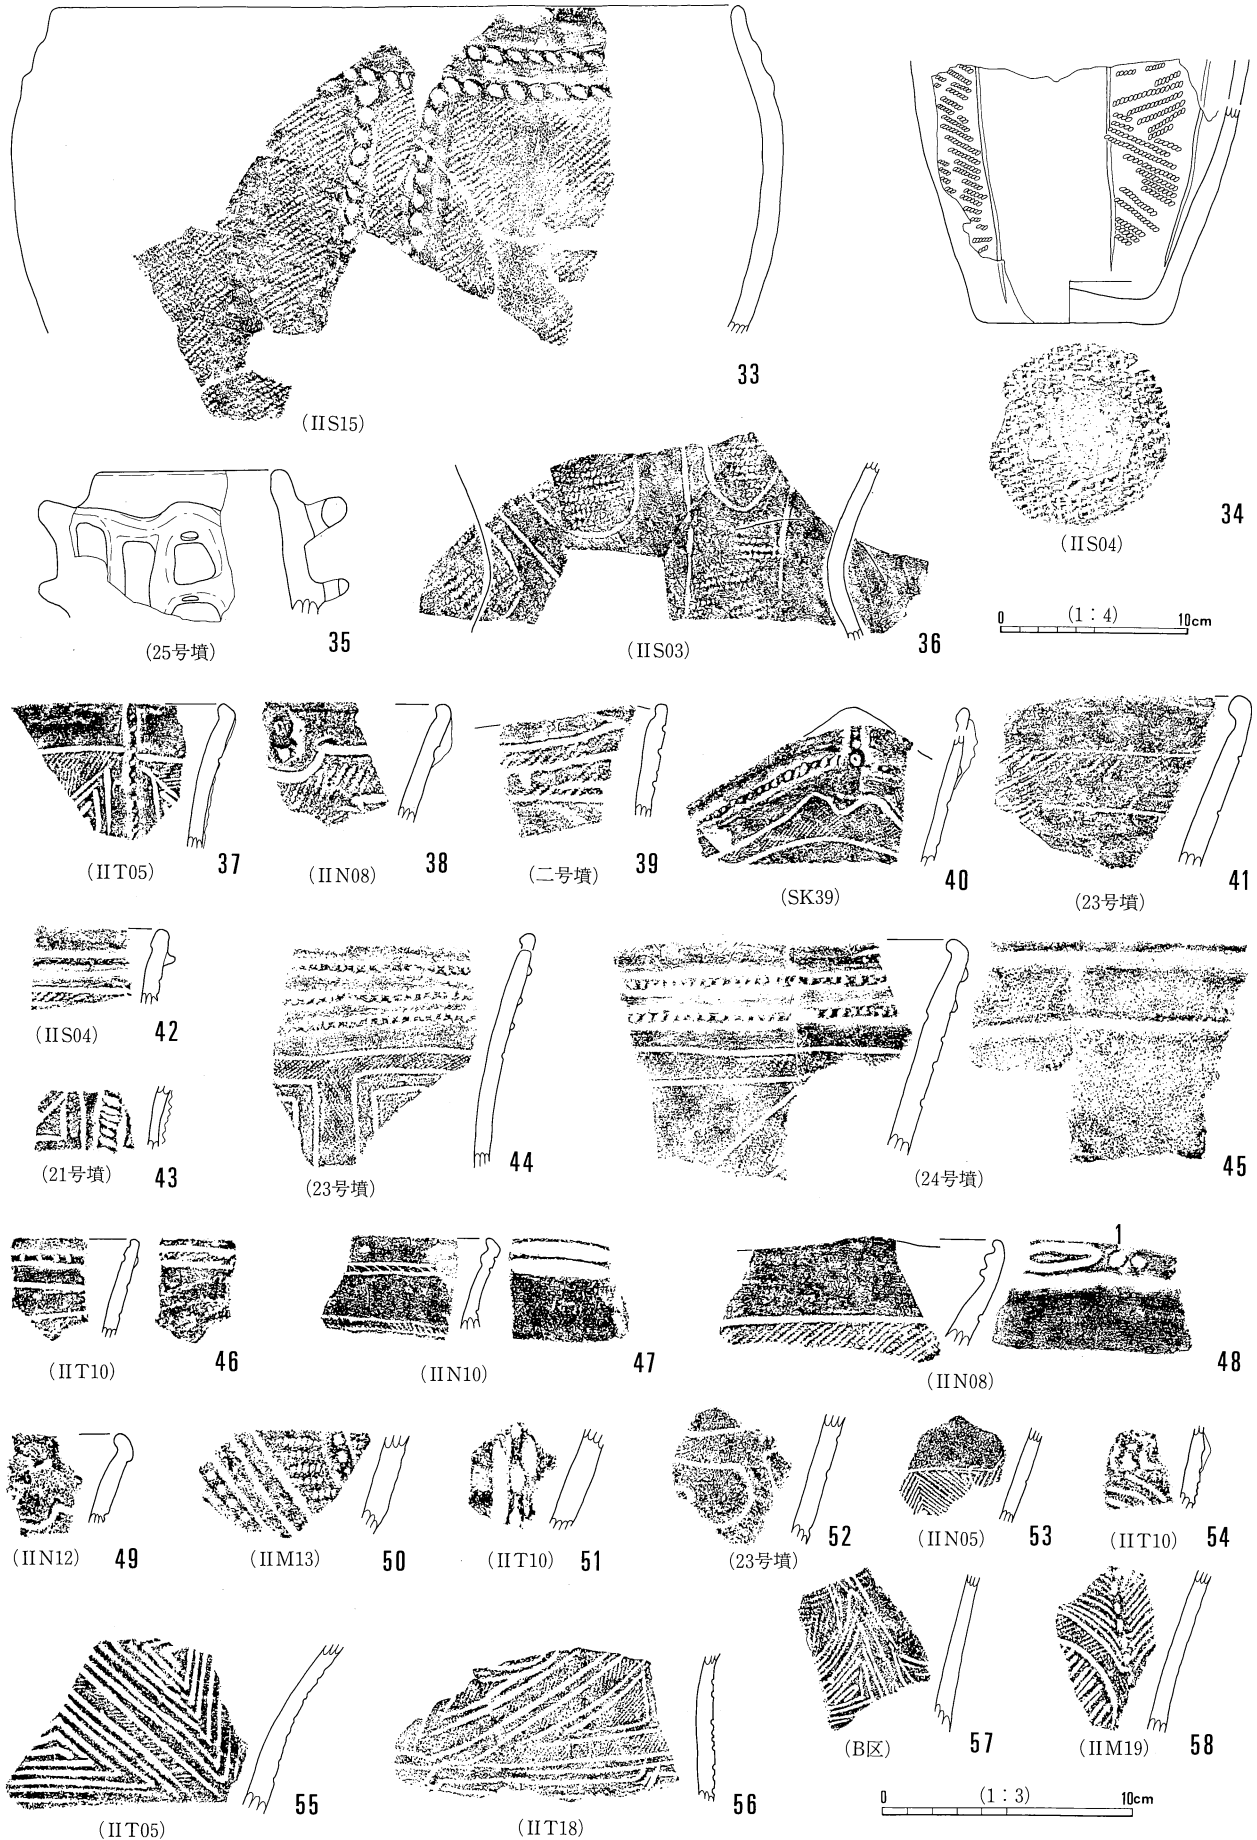 33
(IIS15)
34
(IIS04)
35
(25号墳)
36
(IIS03)
(1:4)
0 10cm
(IIT05) 37
(IIN08) 38
(二号墳) 39
(SK39) 40
(23号墳) 41
(IIS04) 42
(21号墳) 43
(23号墳) 44
(24号墳) 45
(IIT10) 46
(IIN10) 47
1
(IIN08) 48
(IIN12) 49
(IIM13) 50
(IIT10) 51
(23号墳) 52
(IIN05) 53
(IIT10) 54
(IIT05) 55
(IIT18) 56
(B区) 57
(IIM19) 58
(1:3)
0 10cm